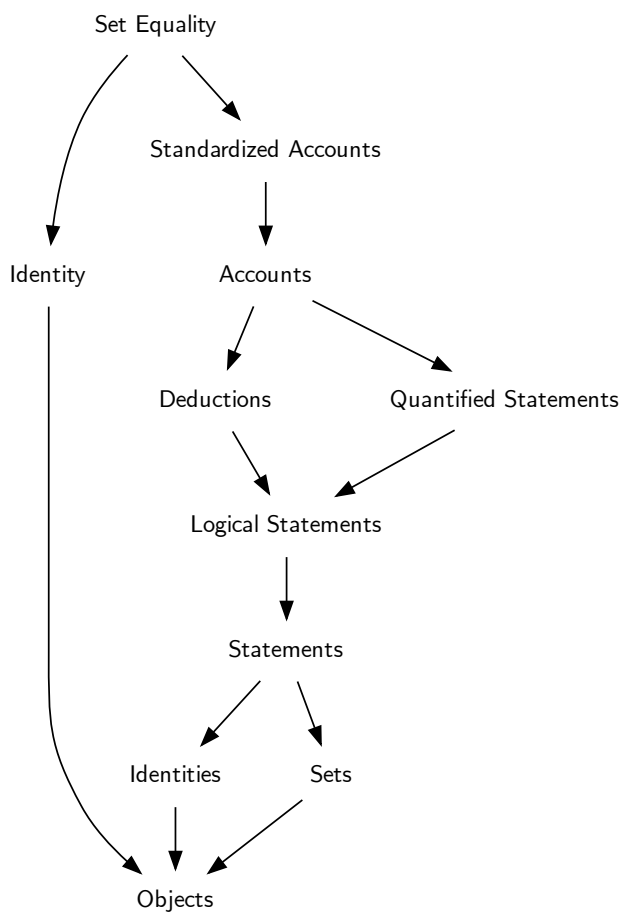 Set Equality
Standardized Accounts
Identity
Accounts
Deductions
Quantified Statements
Logical Statements
Statements
Identities
Sets
Objects